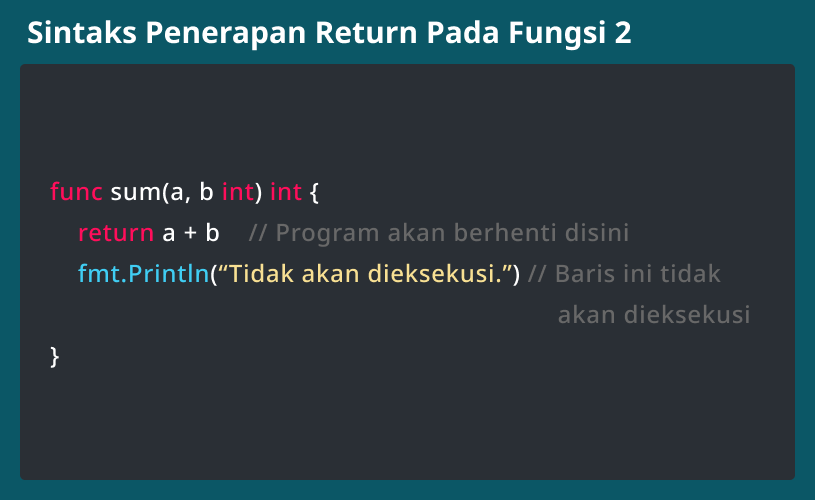 Sintaks Penerapan Return Pada Fungsi 2
func sum(a, b int) int {
return a + b // Program akan berhenti disini
fmt.Println(“Tidak akan dieksekusi.”) // Baris ini tidak
akan dieksekusi
}